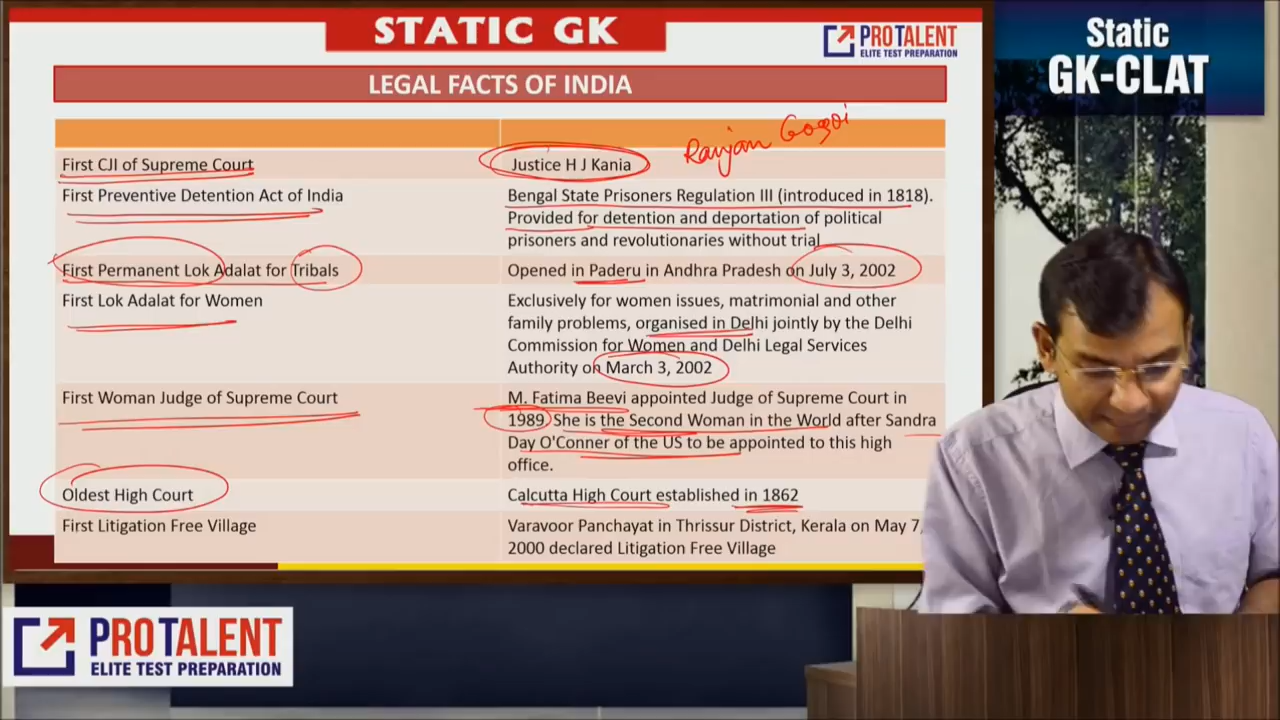 STATIC GK
PROTALENT
ELITE TEST PREPARATION
Static
GK-CLAT
LEGAL FACTS OF INDIA
Ranjan Gogoi
First CJI of Supreme Court
Justice H J Kania
First Preventive Detention Act of India
Bengal State Prisoners Regulation III (introduced in 1818).
Provided for detention and deportation of political
prisoners and revolutionaries without trial
First Permanent Lok Adalat for Tribals
Opened in Paderu in Andhra Pradesh on July 3, 2002
First Lok Adalat for Women
Exclusively for women issues, matrimonial and other
family problems, organised in Delhi jointly by the Delhi
Commission for Women and Delhi Legal Services
Authority on March 3, 2002
First Woman Judge of Supreme Court
M. Fatima Beevi appointed Judge of Supreme Court in
1989 She is the Second Woman in the World after Sandra
Day O'Conner of the US to be appointed to this high
office.
Oldest High Court
Calcutta High Court established in 1862
First Litigation Free Village
Varavoor Panchayat in Thrissur District, Kerala on May 7,
2000 declared Litigation Free Village
PROTALENT
ELITE TEST PREPARATION